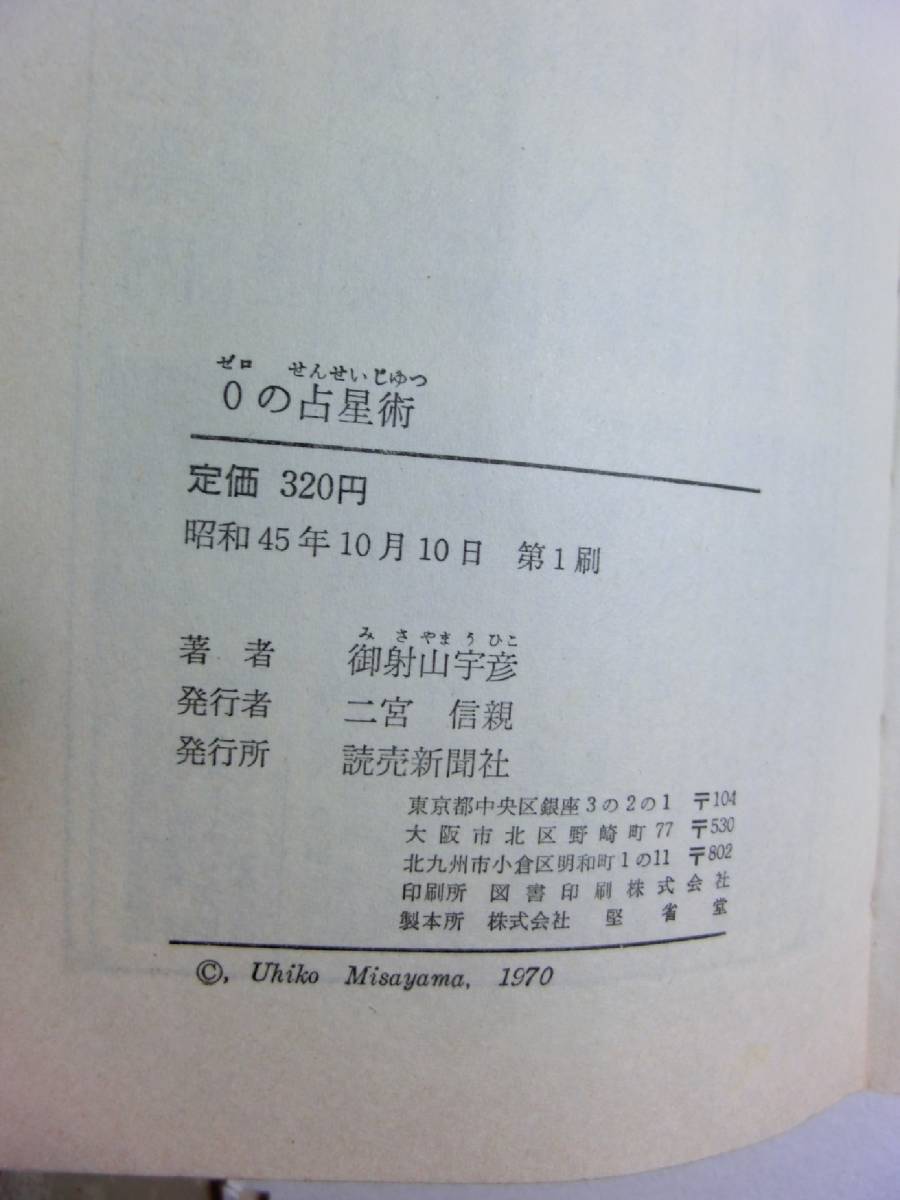 ゼロ せんせいじゆつ
0の占星術
定価 320円
昭和45年10月10日 第1刷
みさやまうひこ
著者 御射山宇彦
発行者 二宮 信親
発行所 読売新聞社
東京都中央区銀座3の2の1 〒104
大阪市北区野崎町77 〒530
北九州市小倉区明和町1の11 〒802
印刷所 図書印刷株式会社
製本所 株式会社 堅省堂
©, Uhiko Misayama, 1970